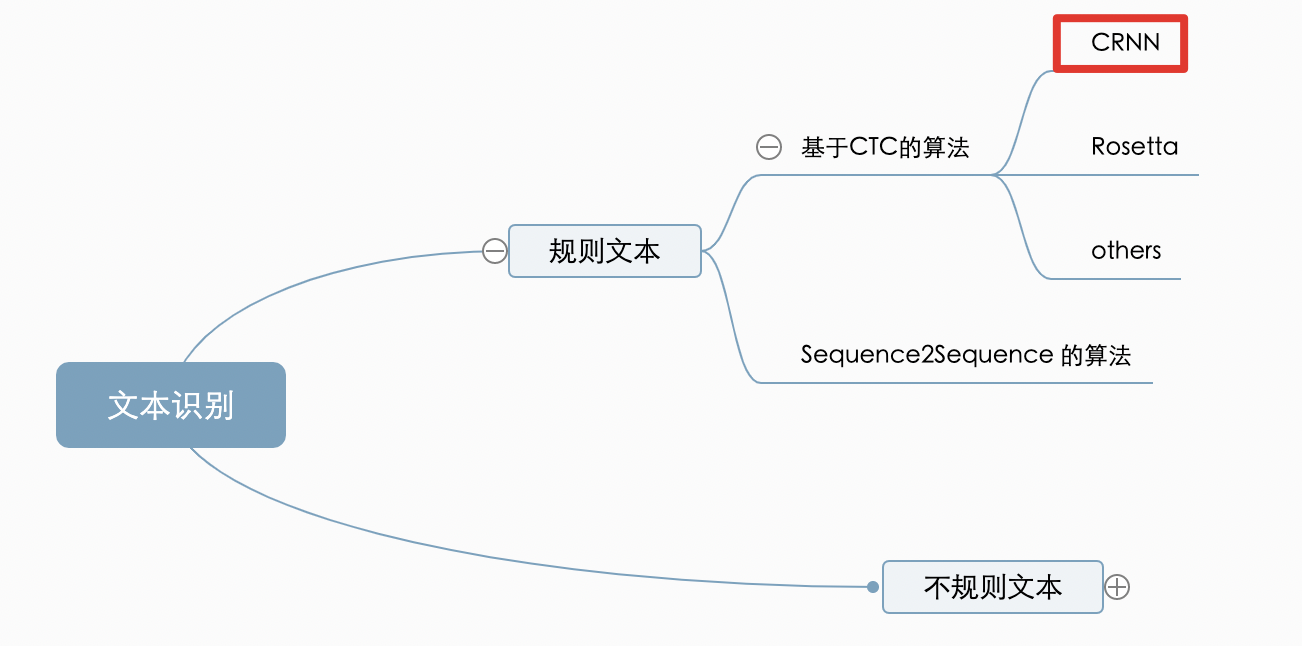 CRNN
基于CTC的算法
Rosetta
规则文本
others
Sequence2Sequence 的算法
文本识别
不规则文本